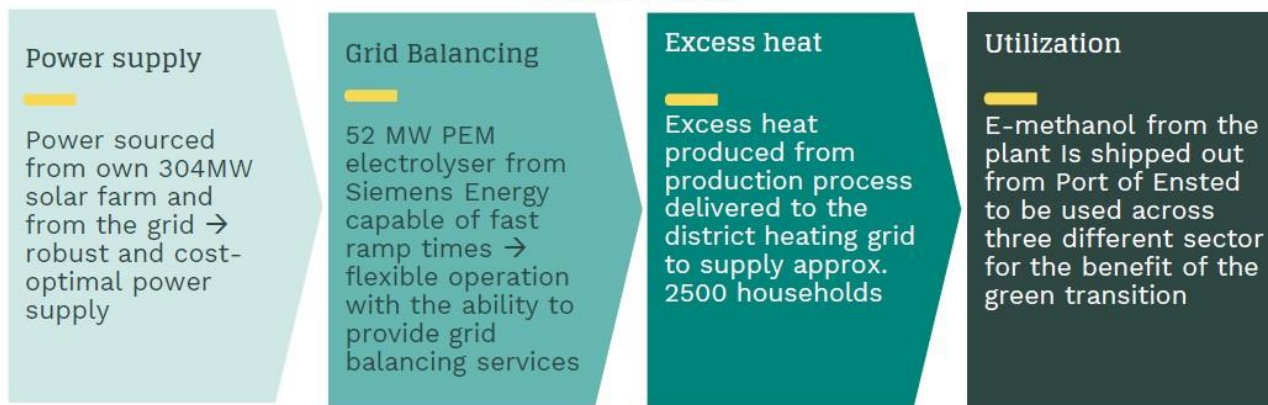 Power supply
Power sourced
from own 304MW
solar farm and
from the grid →
robust and cost-
optimal power
supply
Grid Balancing
52 MW PEM
electrolyser from
Siemens Energy
capable of fast
ramp times →
flexible operation
with the ability to
provide grid
balancing services
Excess heat
Excess heat
produced from
production process
delivered to the
district heating grid
to supply approx.
2500 households
Utilization
E-methanol from the
plant Is shipped out
from Port of Ensted
to be used across
three different sector
for the benefit of the
green transition